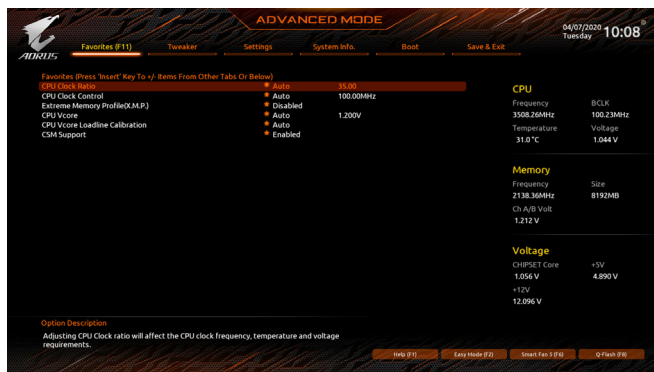 ADVANCED MODE
04/07/2020 Tuesday 10:08
AORUS
Favorites (F11) Tweaker Settings System Info. Boot Save & Exit
Favorites (Press 'Insert' Key To +/- Items From Other Tabs Or Below)
CPU Clock Ratio Auto 35.00
CPU Clock Control Auto 100.00MHz
Extreme Memory Profile(X.M.P.) Disabled
CPU Vcore Auto 1.200V
CPU Vcore Loadline Calibration Auto
CSM Support Enabled
CPU
Frequency BCLK
3508.26MHz 100.23MHz
Temperature Voltage
31.0 °C 1.044 V
Memory
Frequency Size
2138.36MHz 8192MB
Ch A/B Volt
1.212 V
Voltage
CHIPSET Core +5V
1.056 V 4.890 V
+12V
12.096 V
Option Description
Adjusting CPU Clock ratio will affect the CPU clock frequency, temperature and voltage
requirements.
Help (F1) Easy Mode (F2) Smart Fan 5 (F6) Q-Flash (F8)